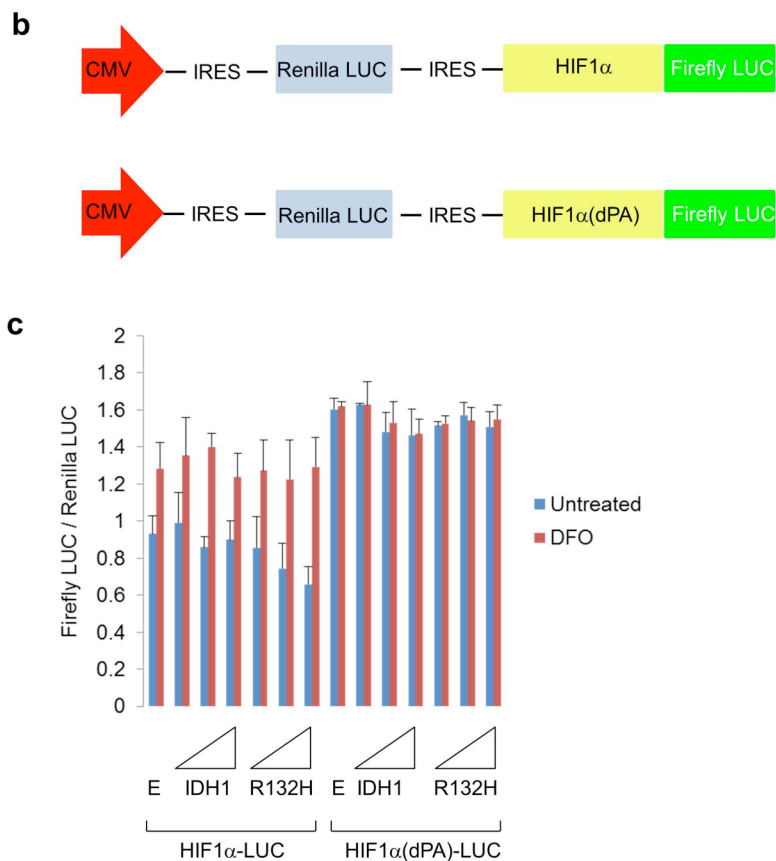 b
CMV IRES Renilla LUC IRES HIF1α Firefly LUC
CMV IRES Renilla LUC IRES HIF1α(dPA) Firefly LUC
c
Firefly LUC / Renilla LUC
2
1.8
1.6
1.4
1.2
1
0.8
0.6
0.4
0.2
0
Untreated
DFO
E IDH1 R132H E IDH1 R132H
HIF1α-LUC HIF1α(dPA)-LUC